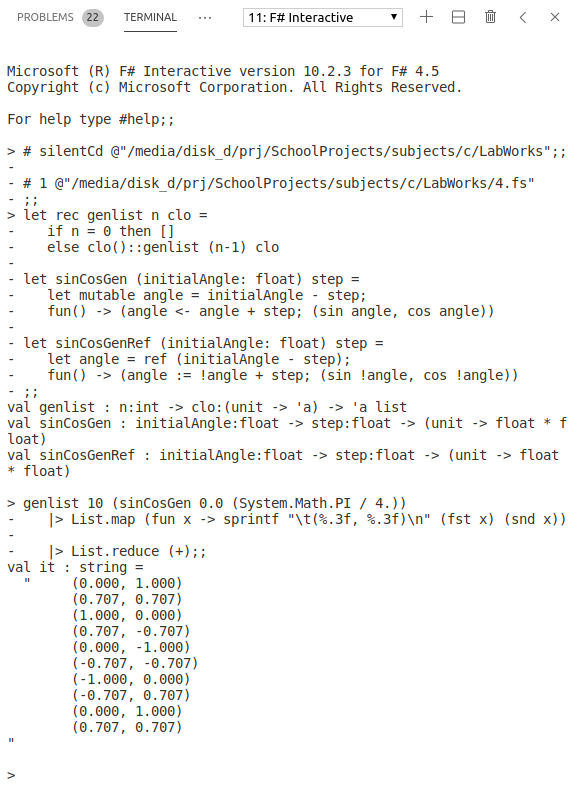 PROBLEMS 22 TERMINAL ··· 11: F# Interactive
Microsoft (R) F# Interactive version 10.2.3 for F# 4.5
Copyright (c) Microsoft Corporation. All Rights Reserved.
For help type #help;;
> # silentCd @"/media/disk_d/prj/SchoolProjects/subjects/c/LabWorks";;
-
- # 1 @"/media/disk_d/prj/SchoolProjects/subjects/c/LabWorks/4.fs"
- ;;
> let rec genlist n clo =
-    if n = 0 then []
-    else clo()::genlist (n-1) clo
-
- let sinCosGen (initialAngle: float) step =
-    let mutable angle = initialAngle - step;
-    fun() -> (angle <- angle + step; (sin angle, cos angle))
-
- let sinCosGenRef (initialAngle: float) step =
-    let angle = ref (initialAngle - step);
-    fun() -> (angle := !angle + step; (sin !angle, cos !angle))
- ;;
val genlist : n:int -> clo:(unit -> 'a) -> 'a list
val sinCosGen : initialAngle:float -> step:float -> (unit -> float * f
loat)
val sinCosGenRef : initialAngle:float -> step:float -> (unit -> float
* float)
> genlist 10 (sinCosGen 0.0 (System.Math.PI / 4.))
-    |> List.map (fun x -> sprintf "\t(%.3f, %.3f)\n" (fst x) (snd x))
-
-    |> List.reduce (+);;
val it : string =
  "     (0.000, 1.000)
        (0.707, 0.707)
        (1.000, 0.000)
        (0.707, -0.707)
        (0.000, -1.000)
        (-0.707, -0.707)
        (-1.000, 0.000)
        (-0.707, 0.707)
        (0.000, 1.000)
        (0.707, 0.707)
"
>